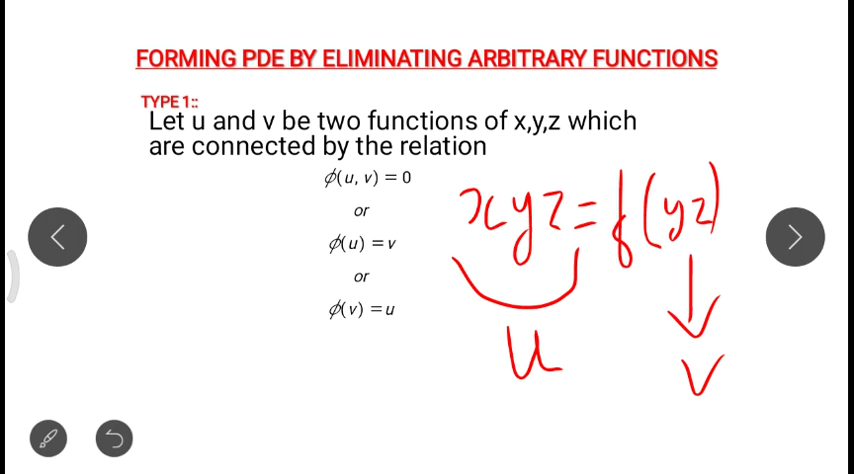 FORMING PDE BY ELIMINATING ARBITRARY FUNCTIONS
TYPE 1::
Let u and v be two functions of x,y,z which
are connected by the relation
ϕ(u, v) = 0
or
ϕ(u) = v
or
ϕ(v) = u
xyz = f(yz)
u
v